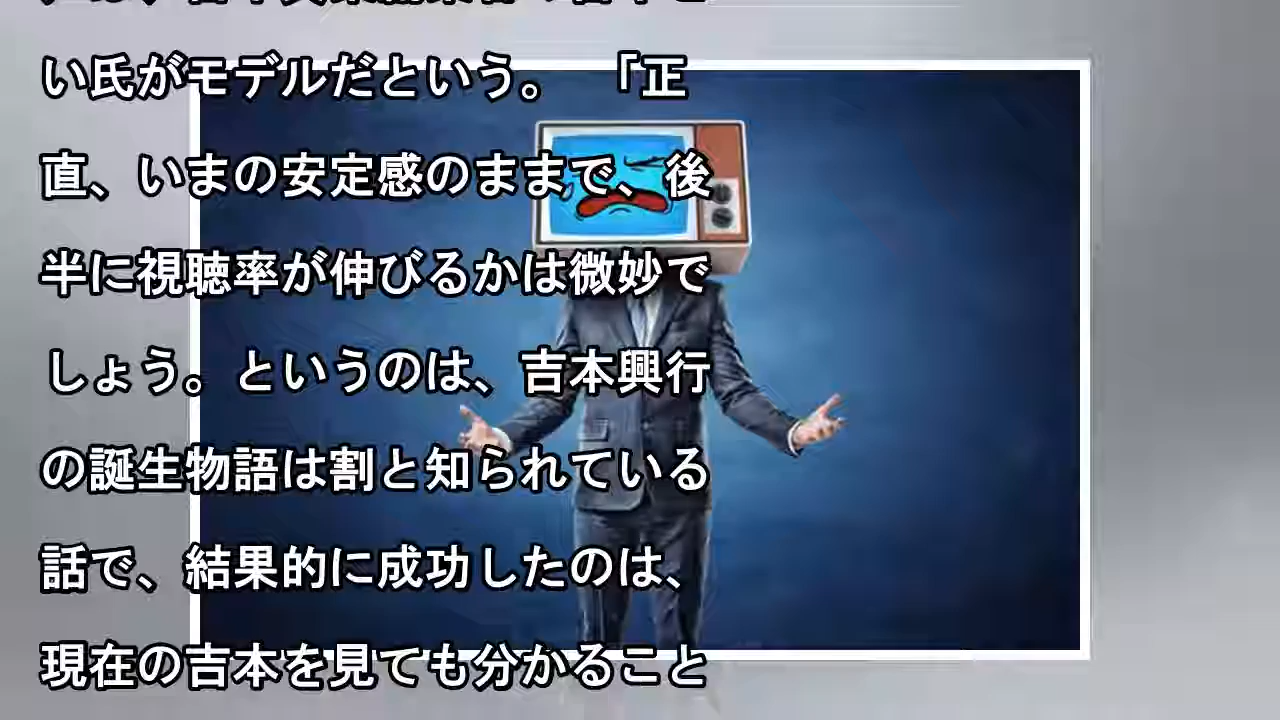 い氏がモデルだという。 「正
直、いまの安定感のままで、後
半に視聴率が伸びるかは微妙で
しょう。というのは、吉本興行
の誕生物語は割と知られている
話で、結果的に成功したのは、
現在の吉本を見ても分かること